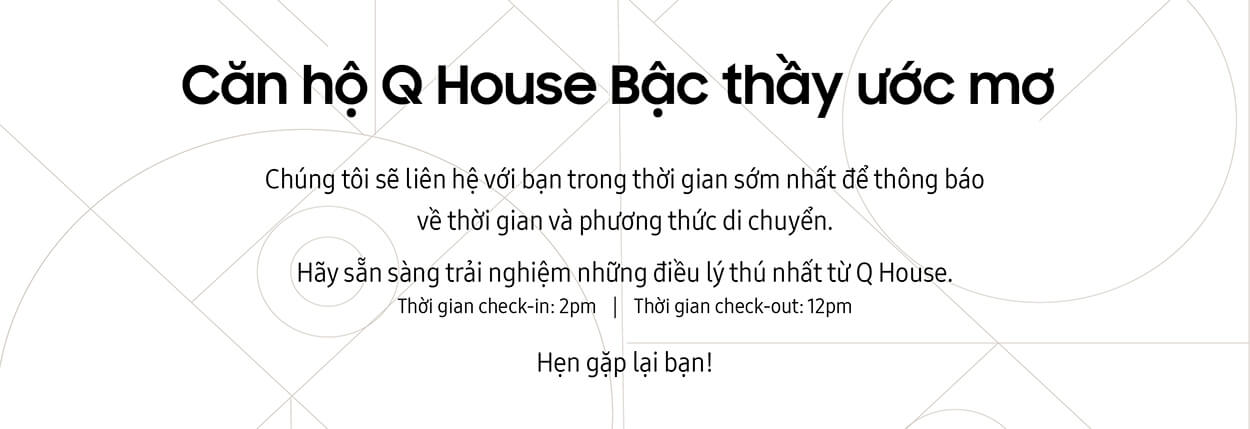 Căn hộ Q House Bậc thầy ước mơ
Chúng tôi sẽ liên hệ với bạn trong thời gian sớm nhất để thông báo
về thời gian và phương thức di chuyển.
Hãy sẵn sàng trải nghiệm những điều lý thú nhất từ Q House.
Thời gian check-in: 2pm | Thời gian check-out: 12pm
Hẹn gặp lại bạn!